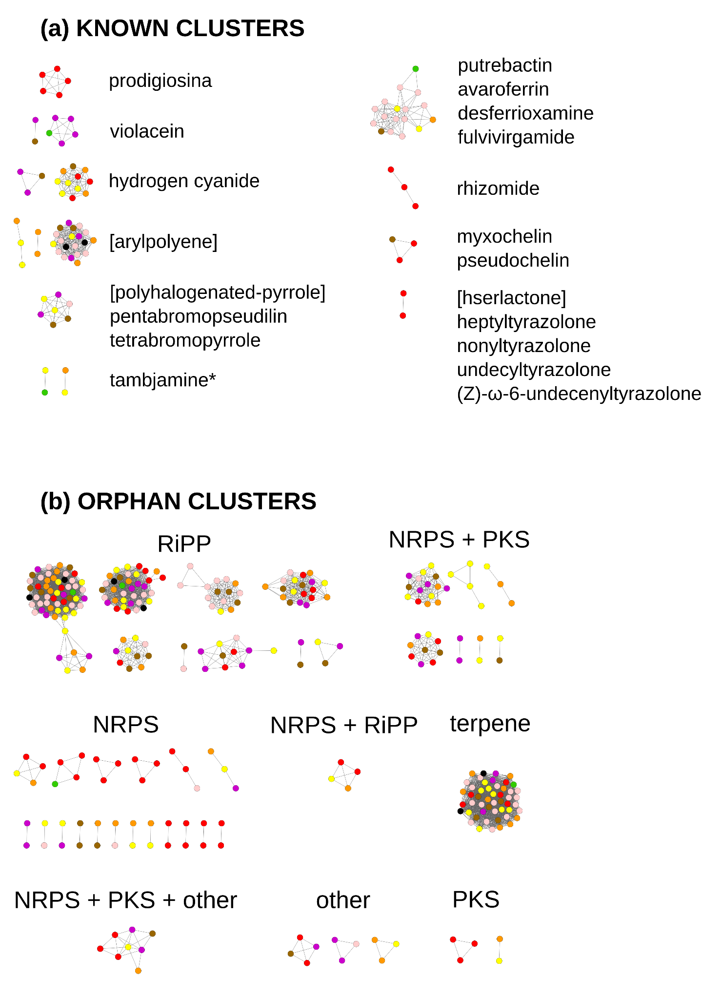 (a) KNOWN CLUSTERS
prodigiosina
violacein
hydrogen cyanide
[arylpolyene]
[polyhalogenated-pyrrole]
pentabromopseudilin
tetrabromopyrrole
tambjamine*
putrebactin
avaroferrin
desferrioxamine
fulvivirgamide
rhizomide
myxochelin
pseudochelin
[hserlactone]
heptyltyrazolone
nonyltyrazolone
undecyltyrazolone
(Z)-ω-6-undecenyltyrazolone
(b) ORPHAN CLUSTERS
RiPP
NRPS + PKS
NRPS
NRPS + RiPP
terpene
NRPS + PKS + other
other
PKS